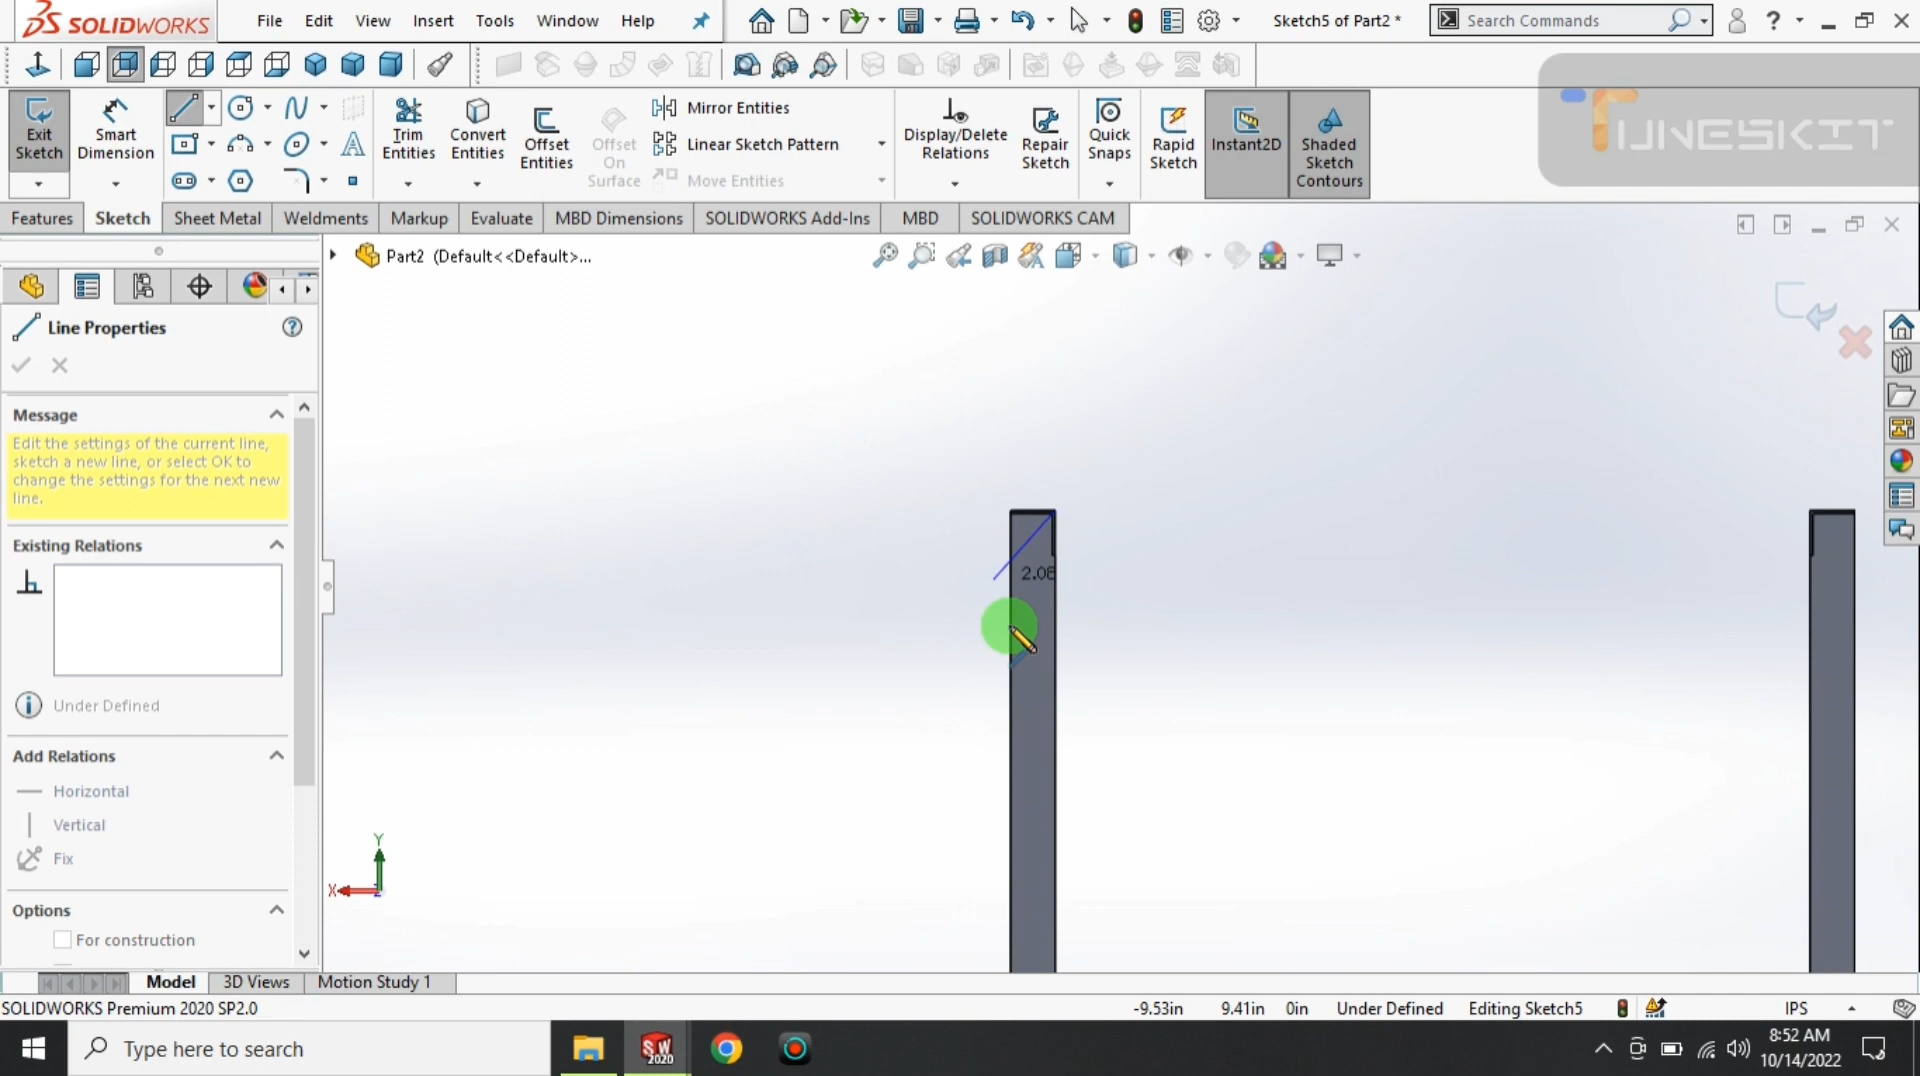 SOLIDWORKS File Edit View Insert Tools Window Help Sketch5 of Part2 * Search Commands ?
Exit Sketch
Smart Dimension
Trim Entities
Convert Entities
Offset Entities
Offset On Surface
Mirror Entities
Linear Sketch Pattern
Move Entities
Display/Delete Relations
Repair Sketch
Quick Snaps
Rapid Sketch
Instant2D
Shaded Sketch Contours
TUNESKIT
Features Sketch Sheet Metal Weldments Markup Evaluate MBD Dimensions SOLIDWORKS Add-Ins MBD SOLIDWORKS CAM
Part2 (Default<<Default>...
Line Properties
Message
Edit the settings of the current line,
sketch a new line, or select OK to
change the settings for the next new
line.
Existing Relations
Under Defined
Add Relations
Horizontal
Vertical
Fix
Options
For construction
Y
X
Z
Model 3D Views Motion Study 1
SOLIDWORKS Premium 2020 SP2.0 -9.53in 9.41in 0in Under Defined Editing Sketch5 IPS
Type here to search
SW
2020
8:52 AM
10/14/2022